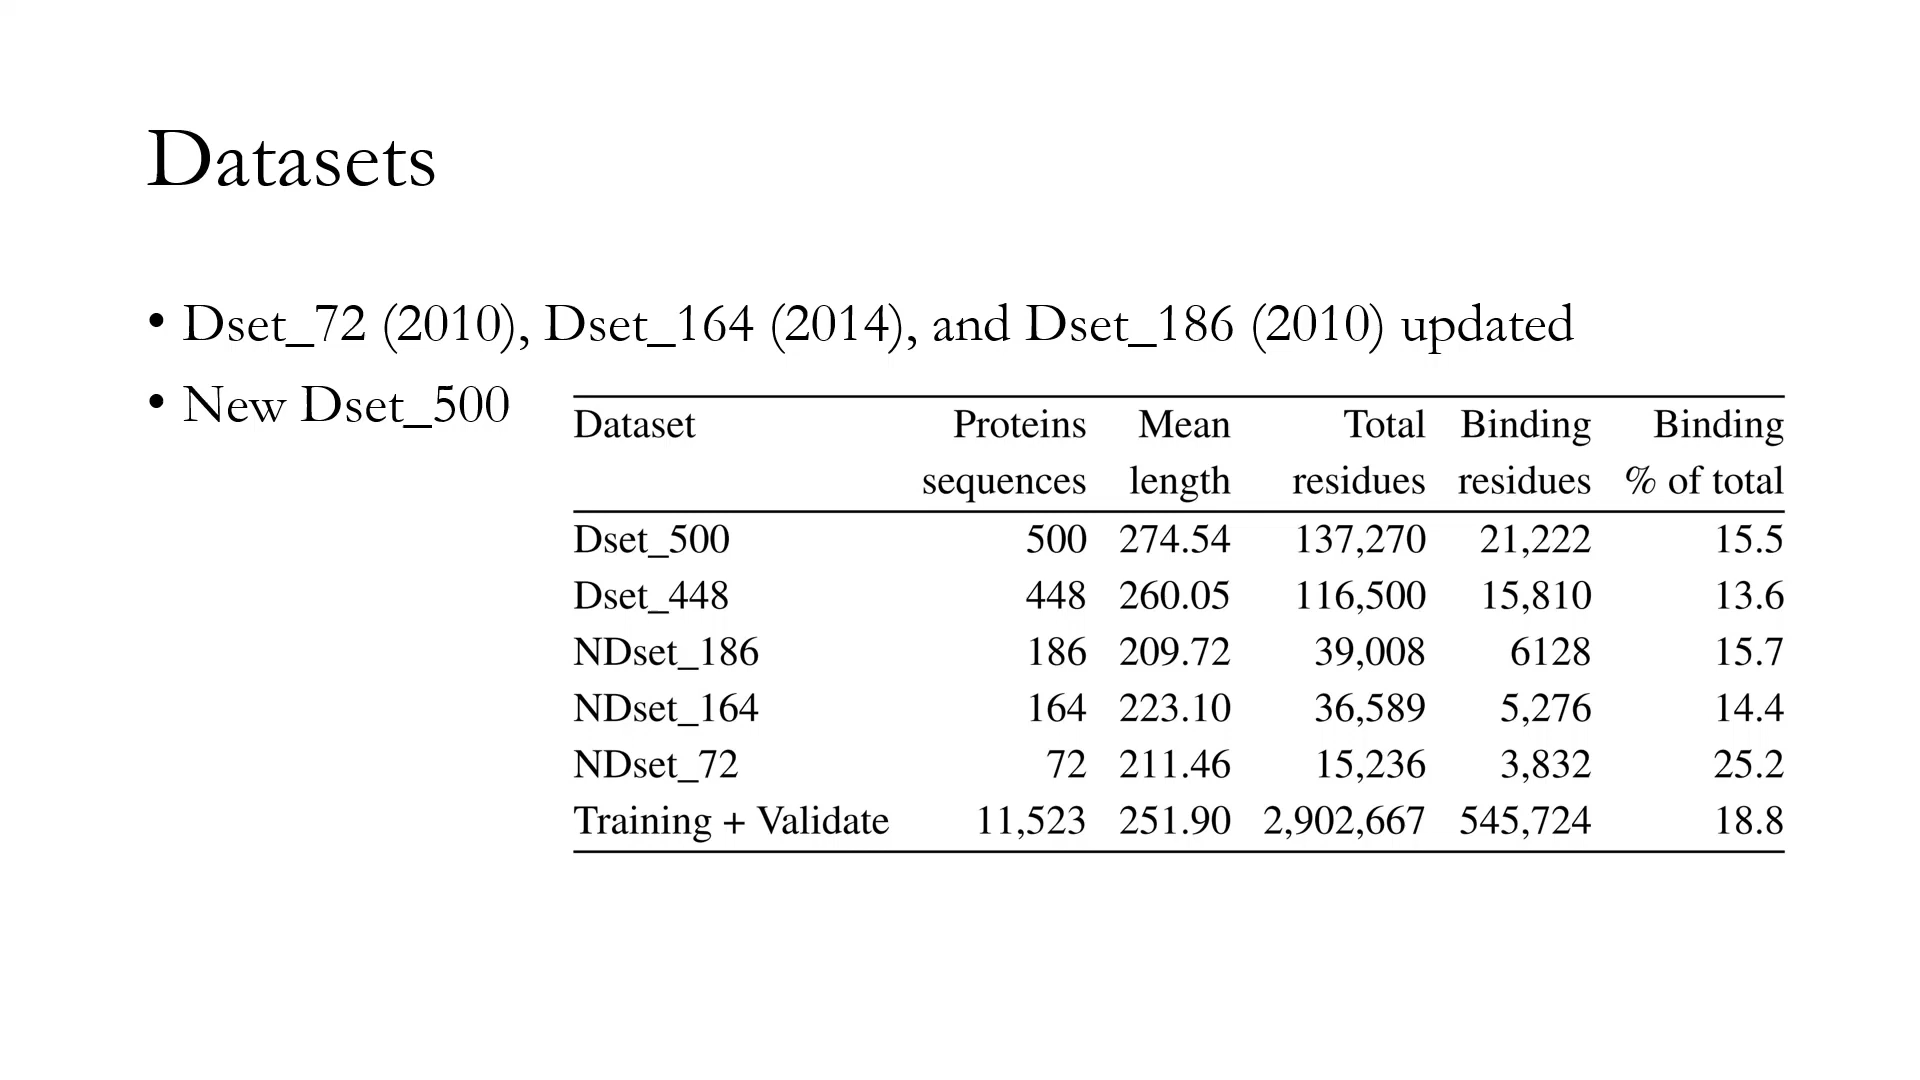 Datasets
• Dset_72 (2010), Dset_164 (2014), and Dset_186 (2010) updated
• New Dset_500
Dataset Proteins Mean Total Binding Binding
sequences length residues residues % of total
Dset_500 500 274.54 137,270 21,222 15.5
Dset_448 448 260.05 116,500 15,810 13.6
NDset_186 186 209.72 39,008 6128 15.7
NDset_164 164 223.10 36,589 5,276 14.4
NDset_72 72 211.46 15,236 3,832 25.2
Training + Validate 11,523 251.90 2,902,667 545,724 18.8